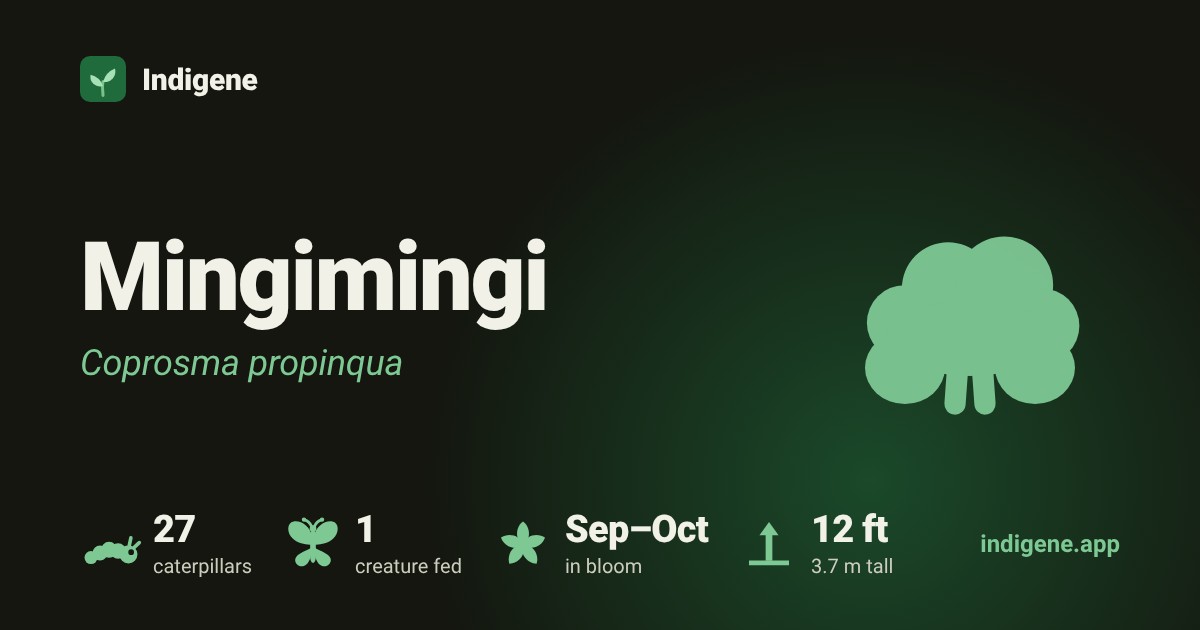 Indigene
Mingimingi
Coprosma propinqua
27
caterpillars
1
creature fed
Sep–Oct
in bloom
12 ft
3.7 m tall
indigene.app